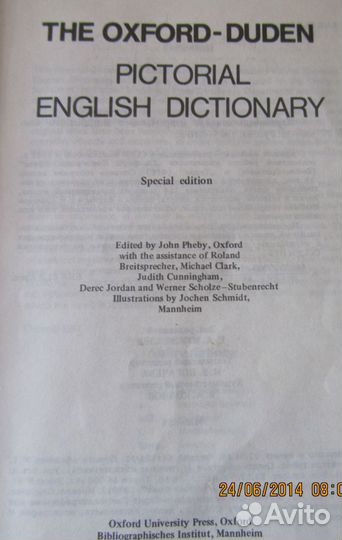 THE OXFORD-DUDEN
PICTORIAL
ENGLISH DICTIONARY
Special edition
Edited by John Pheby, Oxford
with the assistance of Roland
Breitsprecher, Michael Clark,
Judith Cunningham,
Derec Jordan and Werner Scholze-Stubenrecht
Illustrations by Jochen Schmidt,
Mannheim
24/06/2014
Avito
Oxford University Press, Oxford
Bibliographisches Institut, Mannheim